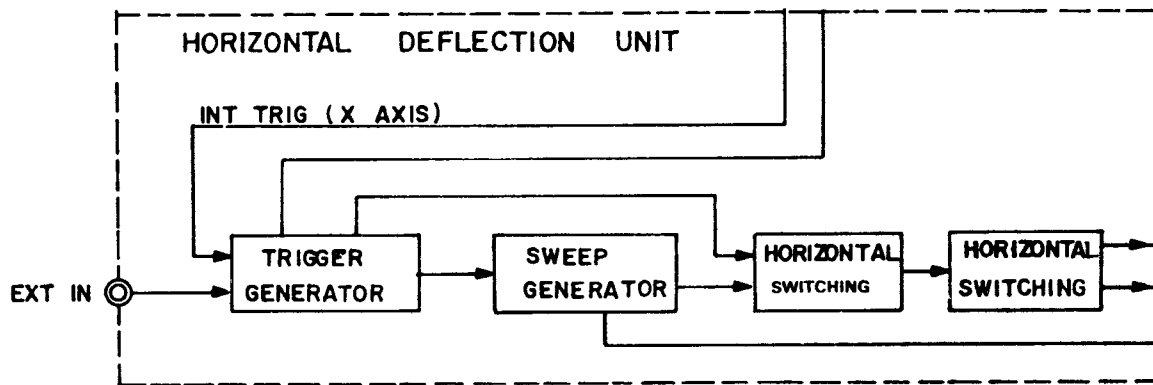 HORIZONTAL DEFLECTION UNIT
INT TRIG (X AXIS)
EXT IN
TRIGGER
GENERATOR
SWEEP
GENERATOR
HORIZONTAL
SWITCHING
HORIZONTAL
SWITCHING